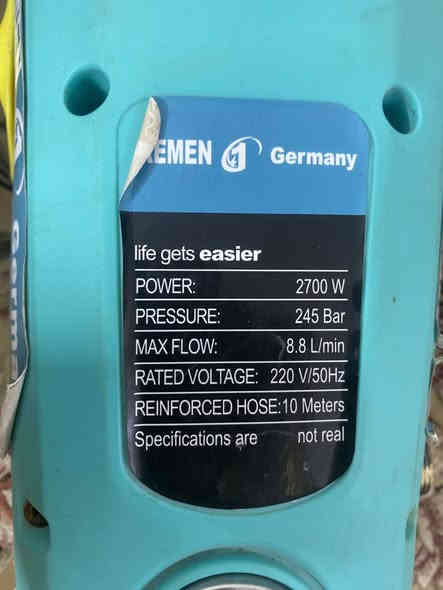 REMEN 1 Germany
life gets easier
POWER: 2700 W
PRESSURE: 245 Bar
MAX FLOW: 8.8 L/min
RATED VOLTAGE: 220 V/50Hz
REINFORCED HOSE:10 Meters
Specifications are not real